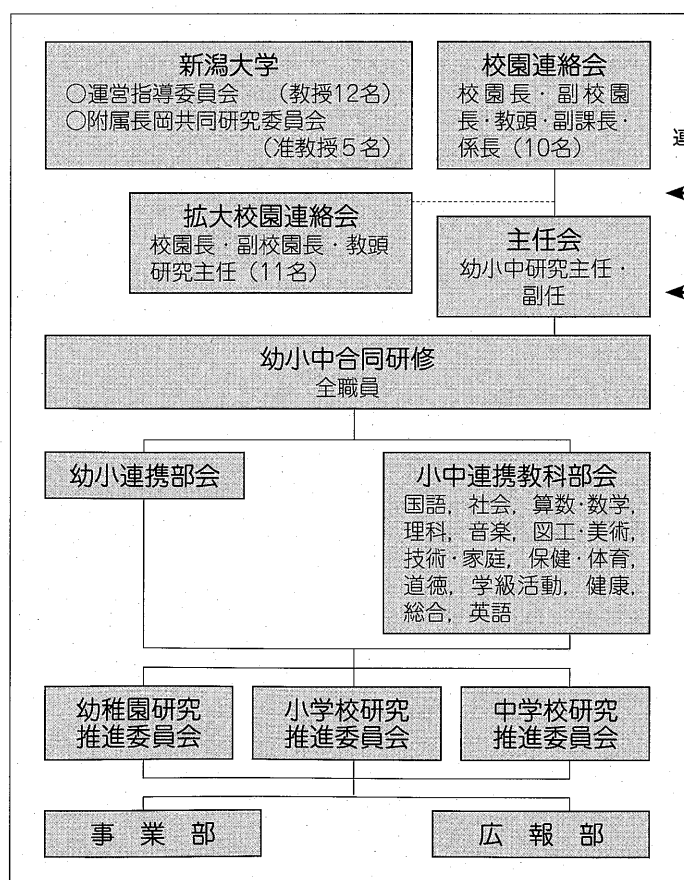 新潟大学
○運営指導委員会　(教授12名)
○附属長岡共同研究委員会
(准教授5名)
校園連絡会
校園長・副校園
長・教頭・副課長・
係長(10名)
連
拡大校園連絡会
校園長・副校園長・教頭
研究主任(11名)
主任会
幼小中研究主任・
副任
幼小中合同研修
全職員
幼小連携部会
小中連携教科部会
国語，社会，算数・数学，
理科，音楽，図工・美術，
技術・家庭，保健・体育，
道徳，学級活動，健康，
総合，英語
幼稚園研究
推進委員会
小学校研究
推進委員会
中学校研究
推進委員会
事業部
広報部